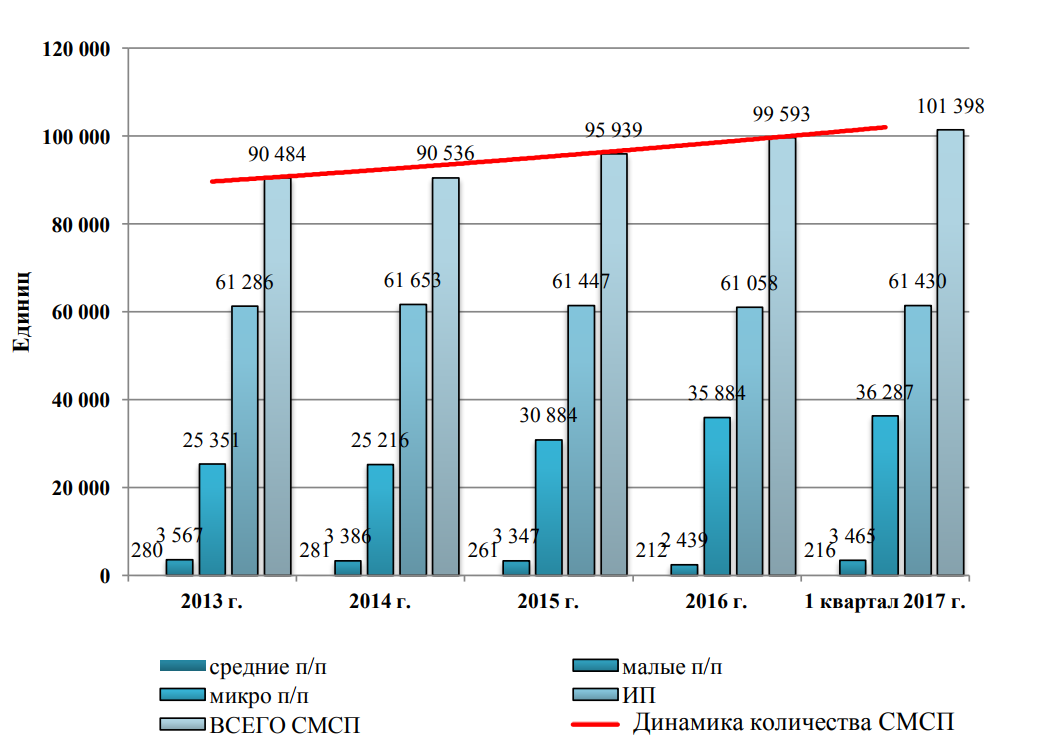 120 000
100 000
80 000
60 000
40 000
20 000
0
Единиц
90 484
90 536
95 939
99 593
101 398
61 286
61 653
61 447
61 058
61 430
25 351
25 216
30 884
35 884
36 287
3 567
3 386
3 347
2 439
3 465
280
281
261
212
216
2013 г.
2014 г.
2015 г.
2016 г.
1 квартал 2017 г.
средние п/п
малые п/п
микро п/п
ИП
ВСЕГО СМСП
Динамика количества СМСП